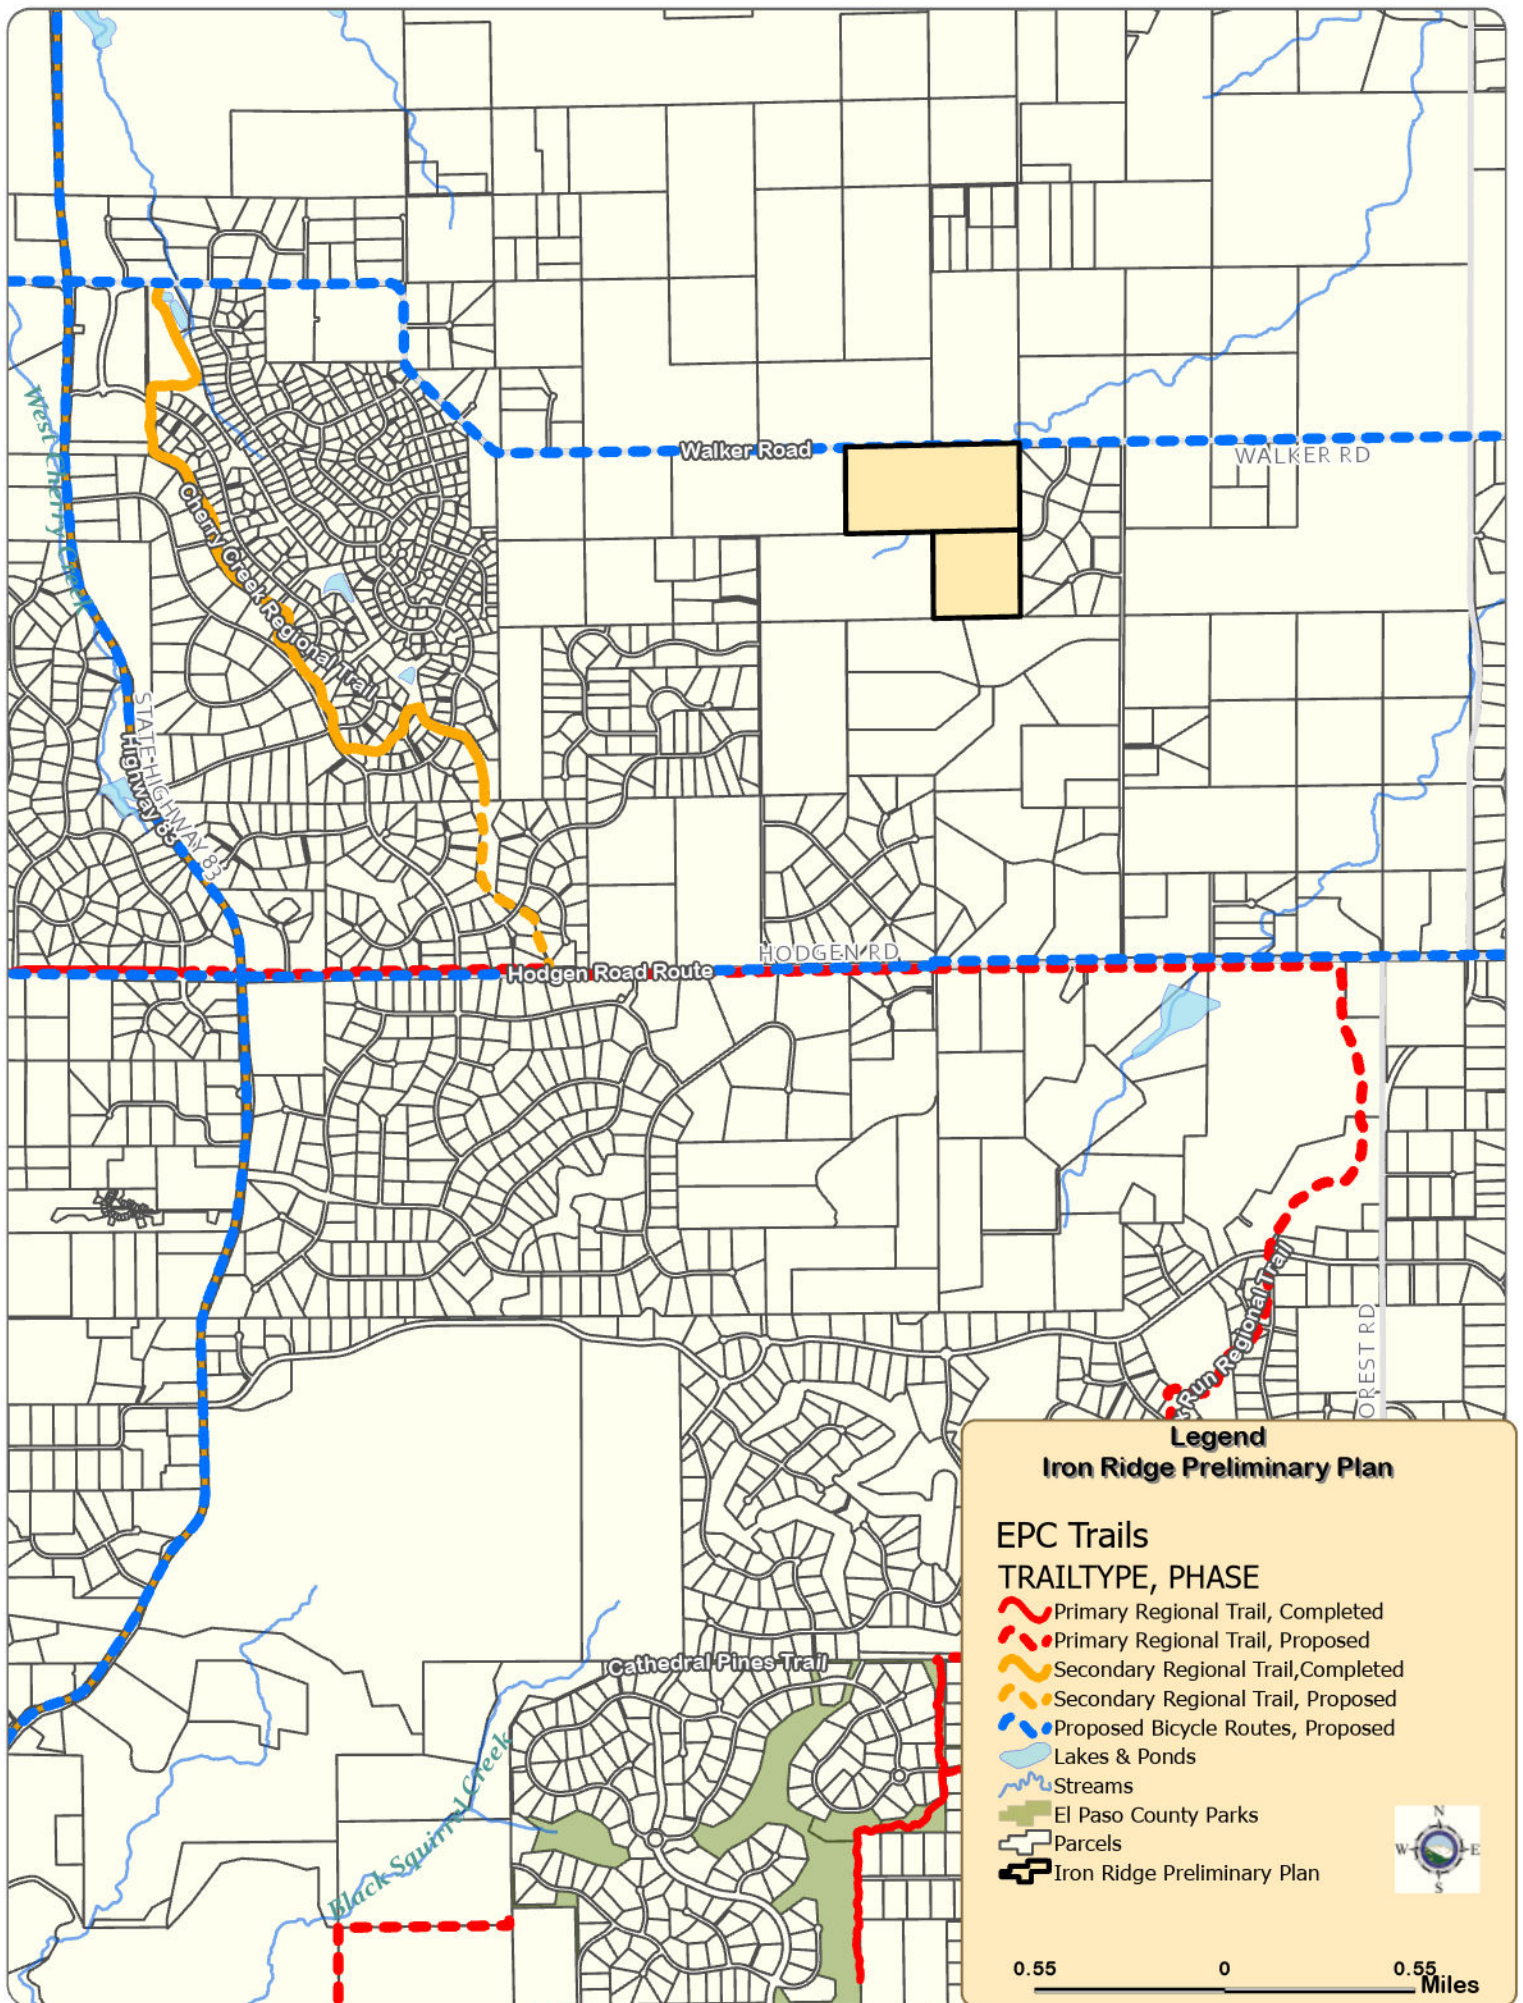 Walker Road
WALKER RD
West Cherry Creek
Cherry Creek Regional Trail
STATE HIGHWAY 83
Highway 83
HODGEN RD
Hodgen Road Route
Run Regional Trail
OREST RD
Cathedral Pines Trail
Black Squirrel Creek
Legend
Iron Ridge Preliminary Plan
EPC Trails
TRAILTYPE, PHASE
Primary Regional Trail, Completed
Primary Regional Trail, Proposed
Secondary Regional Trail,Completed
Secondary Regional Trail, Proposed
Proposed Bicycle Routes, Proposed
Lakes & Ponds
Streams
El Paso County Parks
Parcels
Iron Ridge Preliminary Plan
N
W E
S
0.55 0 0.55
Miles